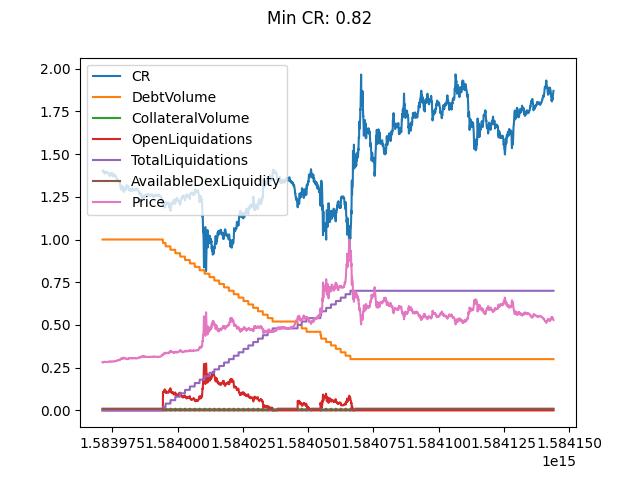 Min CR: 0.82
2.00
1.75
1.50
1.25
1.00
0.75
0.50
0.25
0.00
CR
DebtVolume
CollateralVolume
OpenLiquidations
TotalLiquidations
AvailableDexLiquidity
Price
1.583975 1.584000 1.584025 1.584050 1.584075 1.584100 1.584125 1.584150
1e15